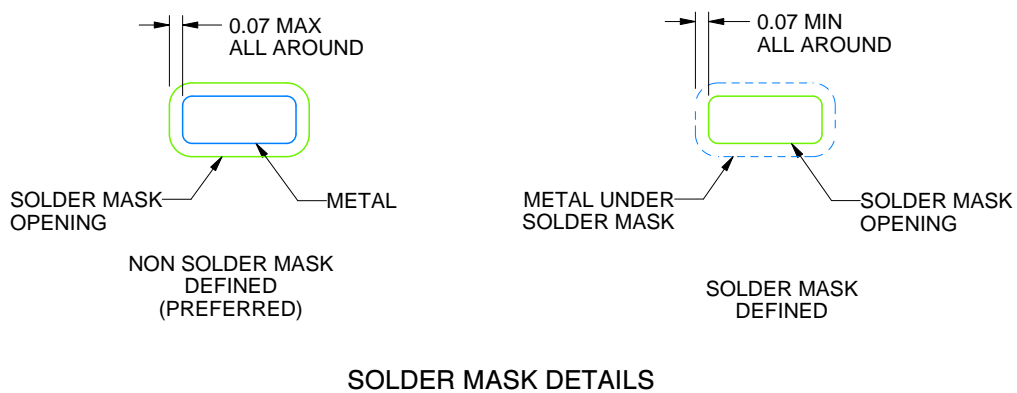 0.07 MAX
ALL AROUND
SOLDER MASK
OPENING
METAL
NON SOLDER MASK
DEFINED
(PREFERRED)
0.07 MIN
ALL AROUND
METAL UNDER
SOLDER MASK
SOLDER MASK
OPENING
SOLDER MASK
DEFINED
SOLDER MASK DETAILS